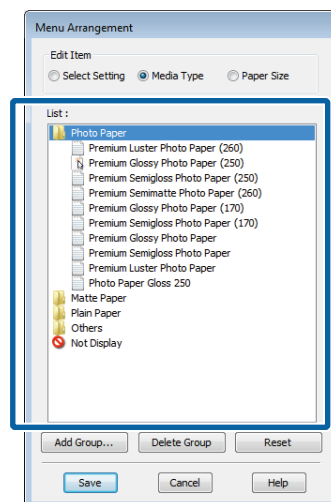 Menu Arrangement
Edit Item
Select Setting Media Type Paper Size
List :
Photo Paper
Premium Luster Photo Paper (260)
Premium Glossy Photo Paper (250)
Premium Semigloss Photo Paper (250)
Premium Semimatte Photo Paper (260)
Premium Glossy Photo Paper (170)
Premium Semigloss Photo Paper (170)
Premium Glossy Photo Paper
Premium Semigloss Photo Paper
Premium Luster Photo Paper
Photo Paper Gloss 250
Matte Paper
Plain Paper
Others
Not Display
Add Group... Delete Group Reset
Save Cancel Help